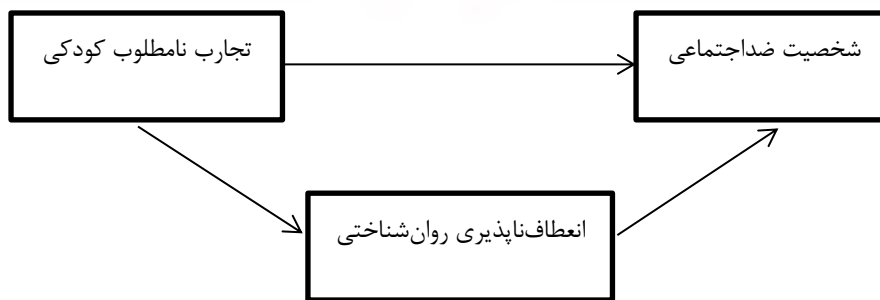 شخصیت ضداجتماعی
تجارب نامطلوب کودکی
انعطاف‌ناپذیری روان‌شناختی